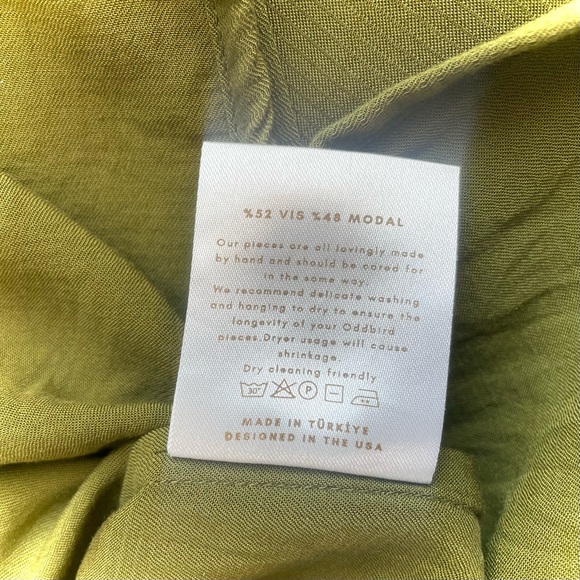 %52 VIS %48 MODAL
Our pieces are all lovingly made
by hand and should be cared for
in the same way.
We recommend delicate washing
and hanging to dry to ensure the
longevity of your Oddbird
pieces.Dryer usage will cause
shrinkage.
Dry cleaning friendly
30° P
MADE IN TÜRKİYE
DESIGNED IN THE USA